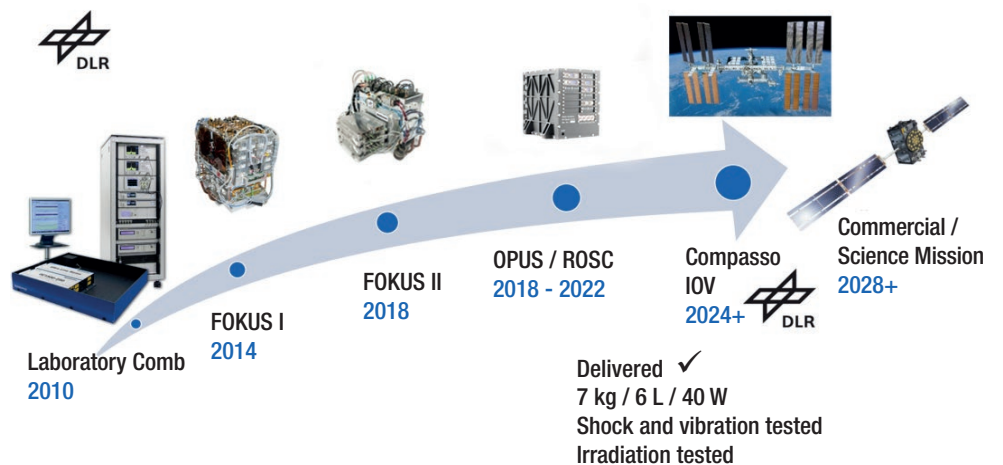 DLR
Laboratory Comb
2010
FOKUS I
2014
FOKUS II
2018
OPUS / ROSC
2018 - 2022
Compasso
IOV
2024+
DLR
Commercial /
Science Mission
2028+
Delivered ✓
7 kg / 6 L / 40 W
Shock and vibration tested
Irradiation tested